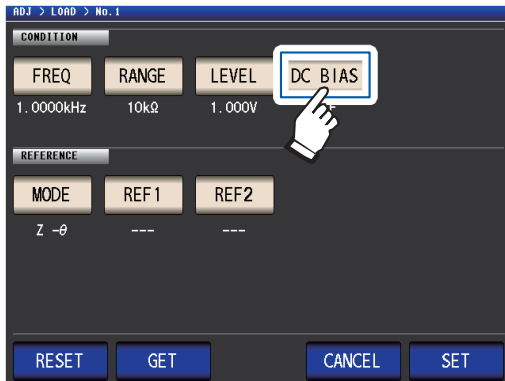 ADJ > LOAD > No.1
CONDITION
FREQ RANGE LEVEL DC BIAS
1.0000kHz 10kΩ 1.000V
REFERENCE
MODE REF1 REF2
Z -θ --- ---
RESET GET CANCEL SET